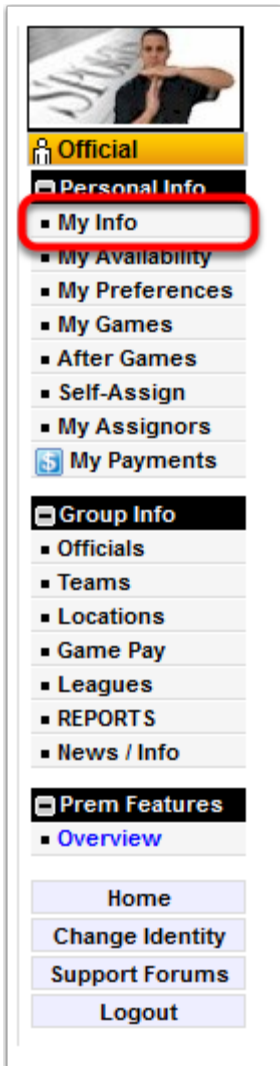 SPORT
Official
Personal Info
My Info
My Availability
My Preferences
My Games
After Games
Self-Assign
My Assignors
$ My Payments
Group Info
Officials
Teams
Locations
Game Pay
Leagues
REPORTS
News / Info
Prem Features
Overview
Home
Change Identity
Support Forums
Logout